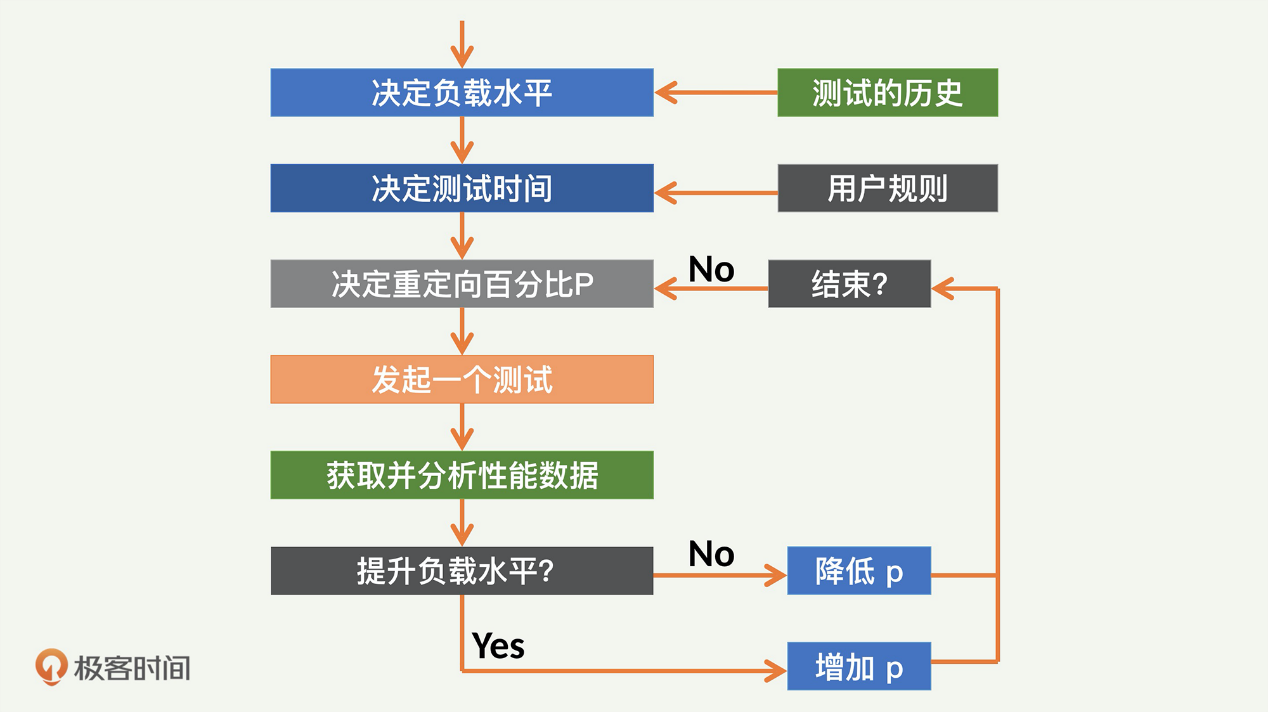 决定负载水平
测试的历史
决定测试时间
用户规则
决定重定向百分比P
No
结束?
发起一个测试
获取并分析性能数据
提升负载水平?
No
降低 p
Yes
增加 p
极客时间